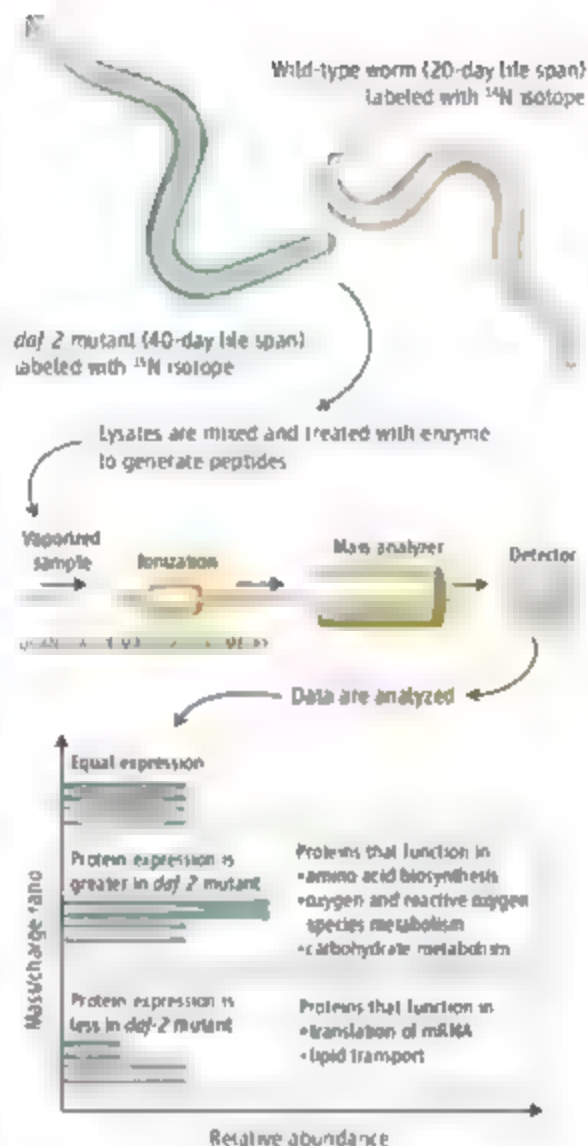 Wild-type worm (20-day life span)
labeled with ¹⁴N isotope
daf-2 mutant (40-day life span)
labeled with ¹⁵N isotope
Lysates are mixed and treated with enzyme
to generate peptides
Vaporized
sample
Ionization
Mass analyzer
Detector
Data are analyzed
Equal expression
Protein expression is
greater in daf-2 mutant
Proteins that function in
•amino acid biosynthesis
•oxygen and reactive oxygen
species metabolism
•carbohydrate metabolism
Protein expression is
less in daf-2 mutant
Proteins that function in
•translation of mRNA
•lipid transport
Mass/charge ratio
Relative abundance